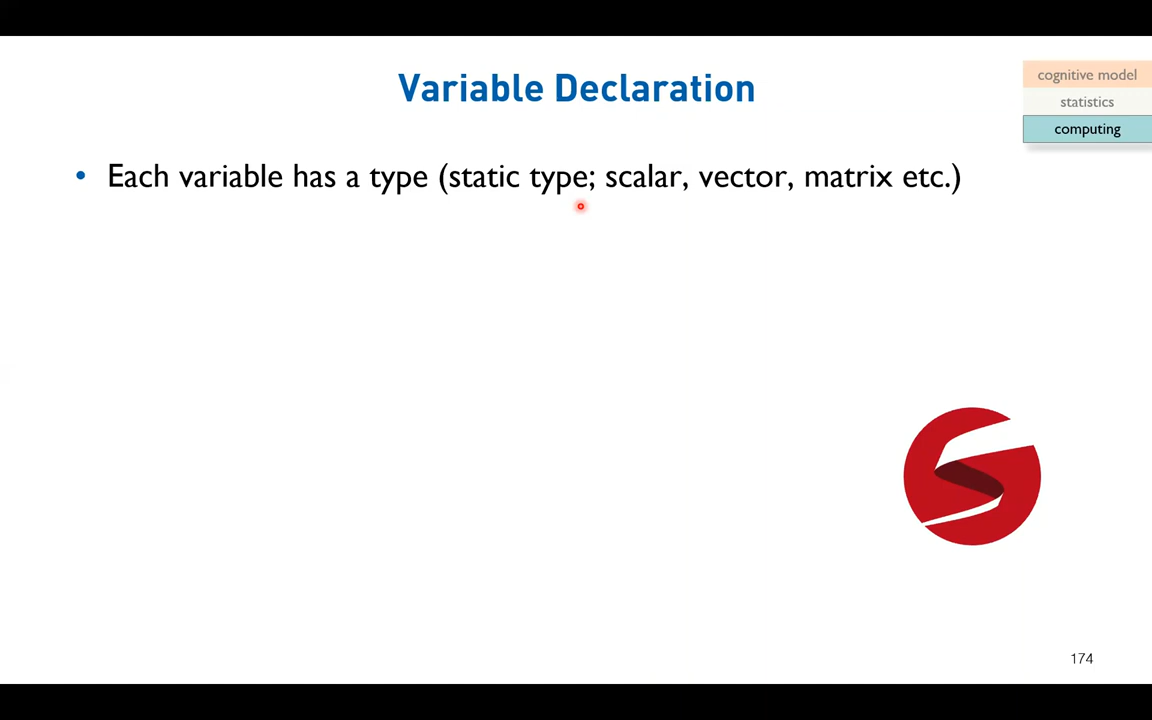 Variable Declaration
cognitive model
statistics
computing
• Each variable has a type (static type; scalar, vector, matrix etc.)
174